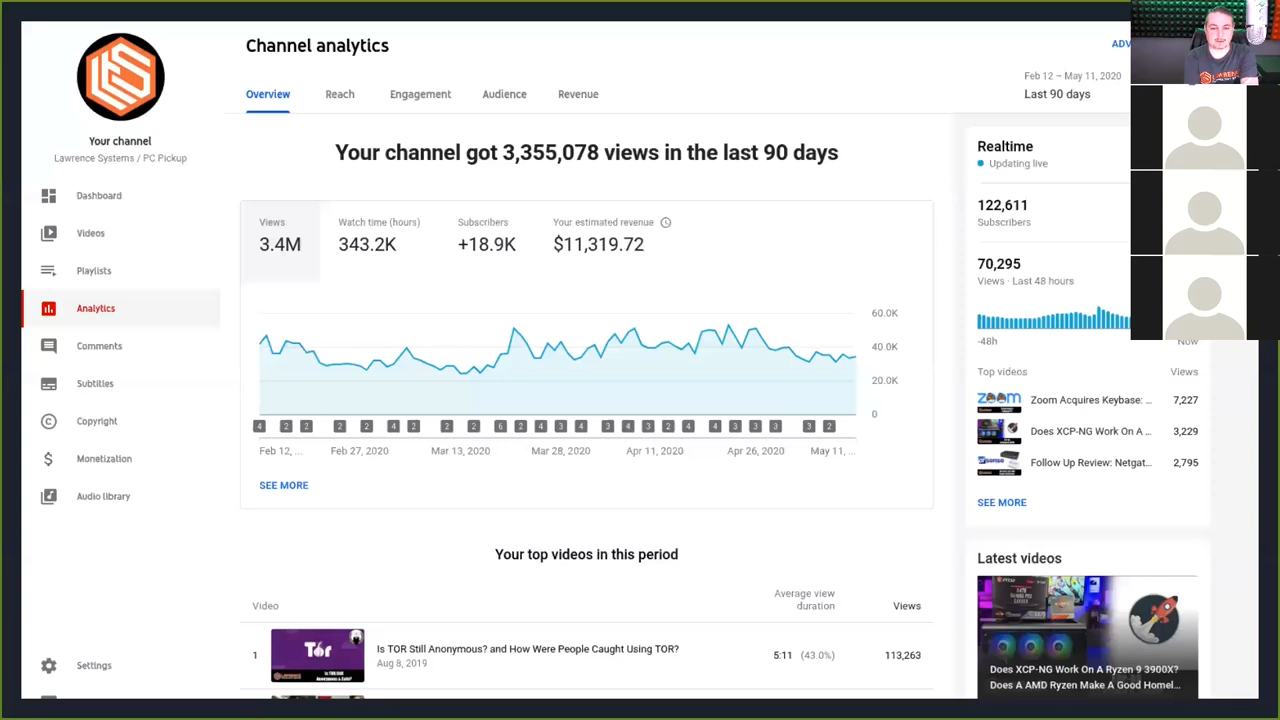 Your channel
Lawrence Systems / PC Pickup
Dashboard
Videos
Playlists
Analytics
Comments
Subtitles
Copyright
Monetization
Audio library
Settings
Channel analytics
ADV
Feb 12 – May 11, 2020
Last 90 days
Overview Reach Engagement Audience Revenue
Your channel got 3,355,078 views in the last 90 days
Views Watch time (hours) Subscribers Your estimated revenue
3.4M 343.2K +18.9K $11,319.72
60.0K
40.0K
20.0K
0
4 2 2 2 2 4 2 2 2 6 2 4 3 4 3 4 3 2 4 4 3 3 3 3 2
Feb 12, ... Feb 27, 2020 Mar 13, 2020 Mar 28, 2020 Apr 11, 2020 Apr 26, 2020 May 11, ...
SEE MORE
Your top videos in this period
Video Average view duration Views
1 Is TOR Still Anonymous? and How Were People Caught Using TOR? 5:11 (43.0%) 113,263
Aug 8, 2019
Tor
Realtime
Updating live
122,611
Subscribers
70,295
Views · Last 48 hours
-48h Now
Top videos Views
zoom
Zoom Acquires Keybase: ... 7,227
Does XCP-NG Work On A ... 3,229
Follow Up Review: Netgat... 2,795
SEE MORE
Latest videos
Does XCP-NG Work On A Ryzen 9 3900X?
Does A AMD Ryzen Make A Good Homel...